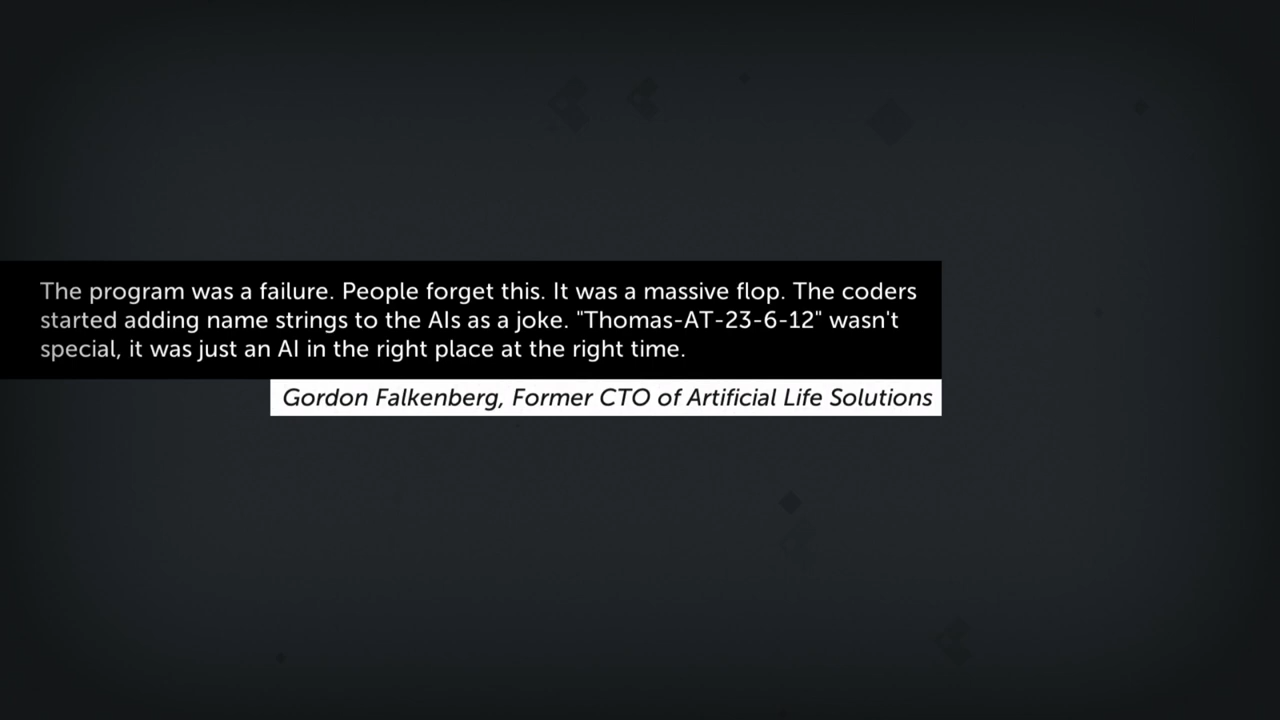 The program was a failure. People forget this. It was a massive flop. The coders
started adding name strings to the AIs as a joke. "Thomas-AT-23-6-12" wasn't
special, it was just an AI in the right place at the right time.
Gordon Falkenberg, Former CTO of Artificial Life Solutions